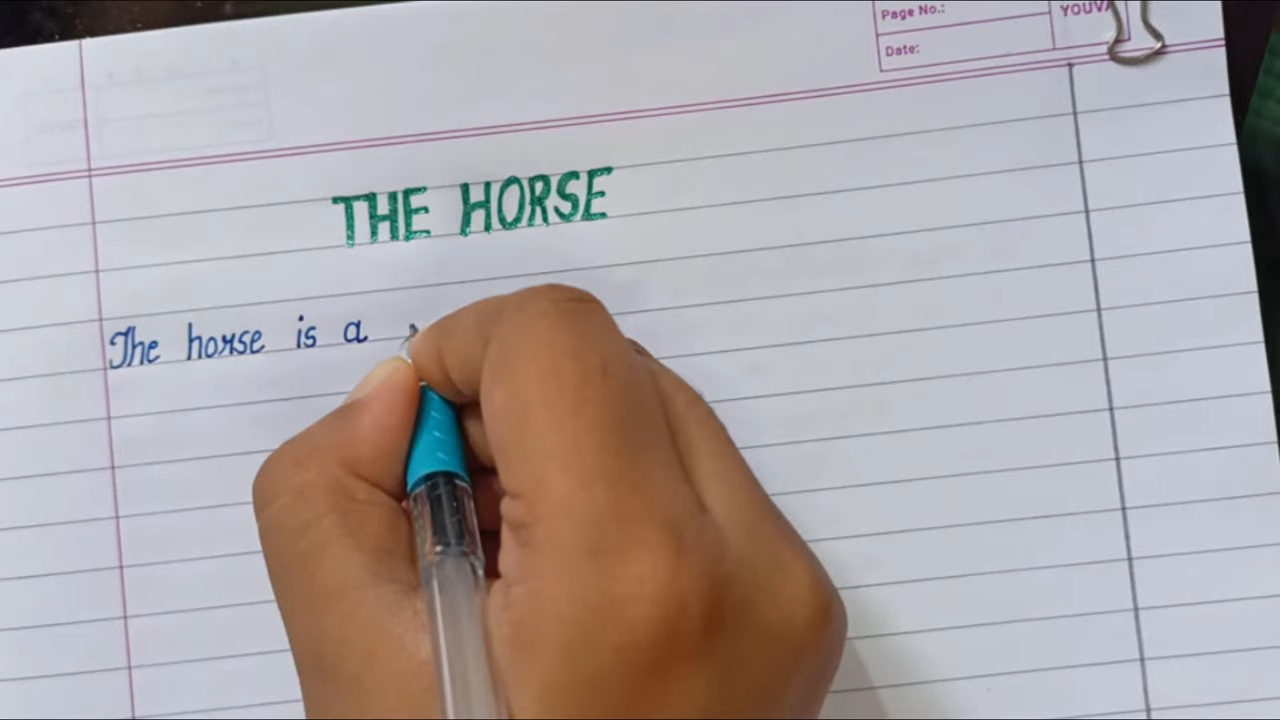 Page No.:
YOUVA
Date:
THE HORSE
The horse is a